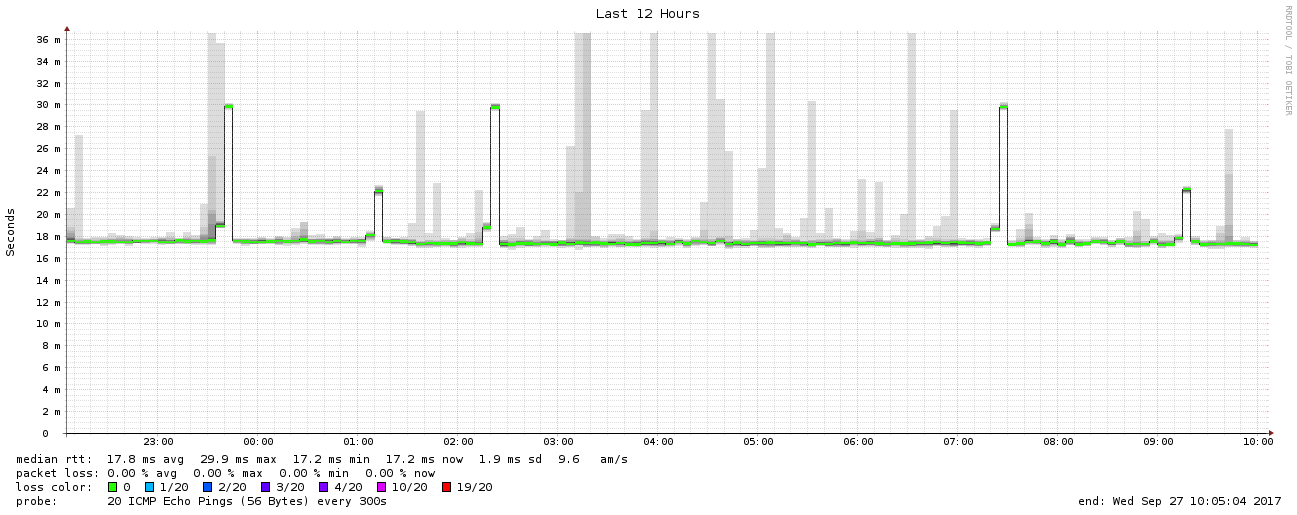 Last 12 Hours
RRDTOOL / TOBI OETIKER
Seconds
36 m
34 m
32 m
30 m
28 m
26 m
24 m
22 m
20 m
18 m
16 m
14 m
12 m
10 m
8 m
6 m
4 m
2 m
0
23:00 00:00 01:00 02:00 03:00 04:00 05:00 06:00 07:00 08:00 09:00 10:00
median rtt: 17.8 ms avg 29.9 ms max 17.2 ms min 17.2 ms now 1.9 ms sd 9.6 am/s
packet loss: 0.00 % avg 0.00 % max 0.00 % min 0.00 % now
loss color: 0 1/20 2/20 3/20 4/20 10/20 19/20
probe: 20 ICMP Echo Pings (56 Bytes) every 300s end: Wed Sep 27 10:05:04 2017